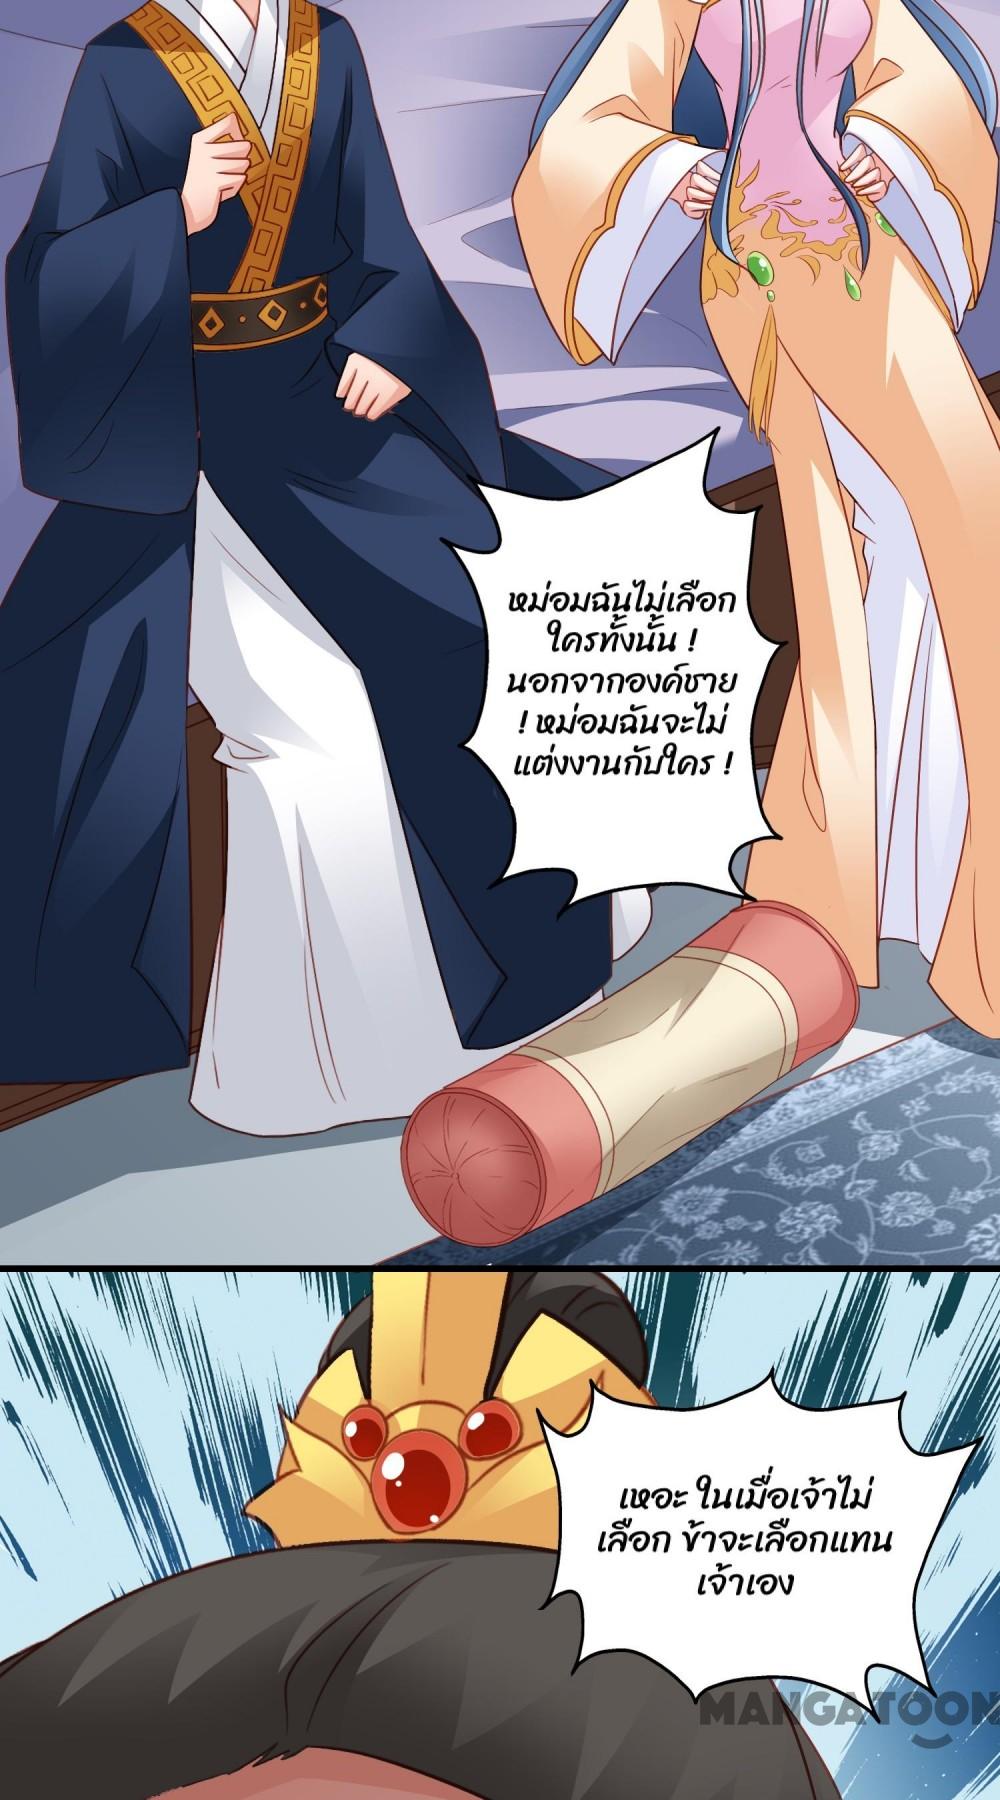 หม่อมฉันไม่เลือก
ใครทั้งนั้น !
นอกจากองค์ชาย
! หม่อมฉันจะไม่
แต่งงานกับใคร !
เหอะ ในเมื่อเจ้าไม่
เลือก ข้าจะเลือกแทน
เจ้าเอง
MANGATOON